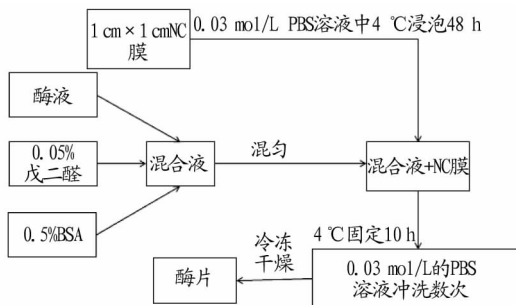 1 cm×1 cmNC
膜
0.03 mol/L PBS溶液中4 ℃浸泡48 h
酶液
0.05%
戊二醛
0.5%BSA
混合液
混匀
混合液+NC膜
4 ℃固定10 h
0.03 mol/L的PBS
溶液冲洗数次
冷冻
干燥
酶片